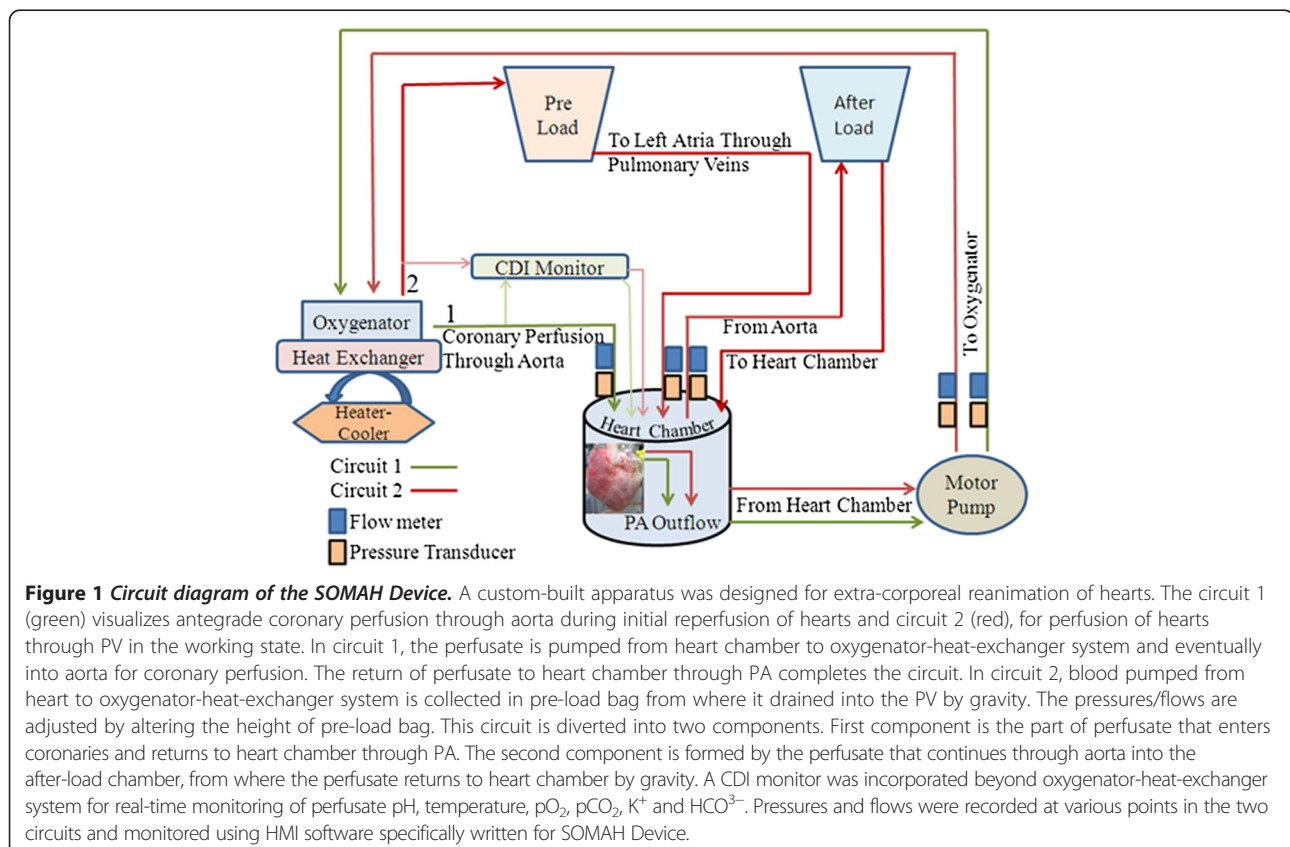 Pre
Load
After
Load
To Left Atria Through
Pulmonary Veins
CDI Monitor
2
1
Oxygenator
Heat Exchanger
Heater-
Cooler
Coronary Perfusion
Through Aorta
From Aorta
To Heart Chamber
To Oxygenator
Heart Chamber
PA Outflow
From Heart Chamber
Motor
Pump
Circuit 1
Circuit 2
Flow meter
Pressure Transducer
Figure 1 Circuit diagram of the SOMAH Device. A custom-built apparatus was designed for extra-corporeal reanimation of hearts. The circuit 1
(green) visualizes antegrade coronary perfusion through aorta during initial reperfusion of hearts and circuit 2 (red), for perfusion of hearts
through PV in the working state. In circuit 1, the perfusate is pumped from heart chamber to oxygenator-heat-exchanger system and eventually
into aorta for coronary perfusion. The return of perfusate to heart chamber through PA completes the circuit. In circuit 2, blood pumped from
heart to oxygenator-heat-exchanger system is collected in pre-load bag from where it drained into the PV by gravity. The pressures/flows are
adjusted by altering the height of pre-load bag. This circuit is diverted into two components. First component is the part of perfusate that enters
coronaries and returns to heart chamber through PA. The second component is formed by the perfusate that continues through aorta into the
after-load chamber, from where the perfusate returns to heart chamber by gravity. A CDI monitor was incorporated beyond oxygenator-heat-exchanger
system for real-time monitoring of perfusate pH, temperature, pO₂, pCO₂, K⁺ and HCO³⁻. Pressures and flows were recorded at various points in the two
circuits and monitored using HMI software specifically written for SOMAH Device.